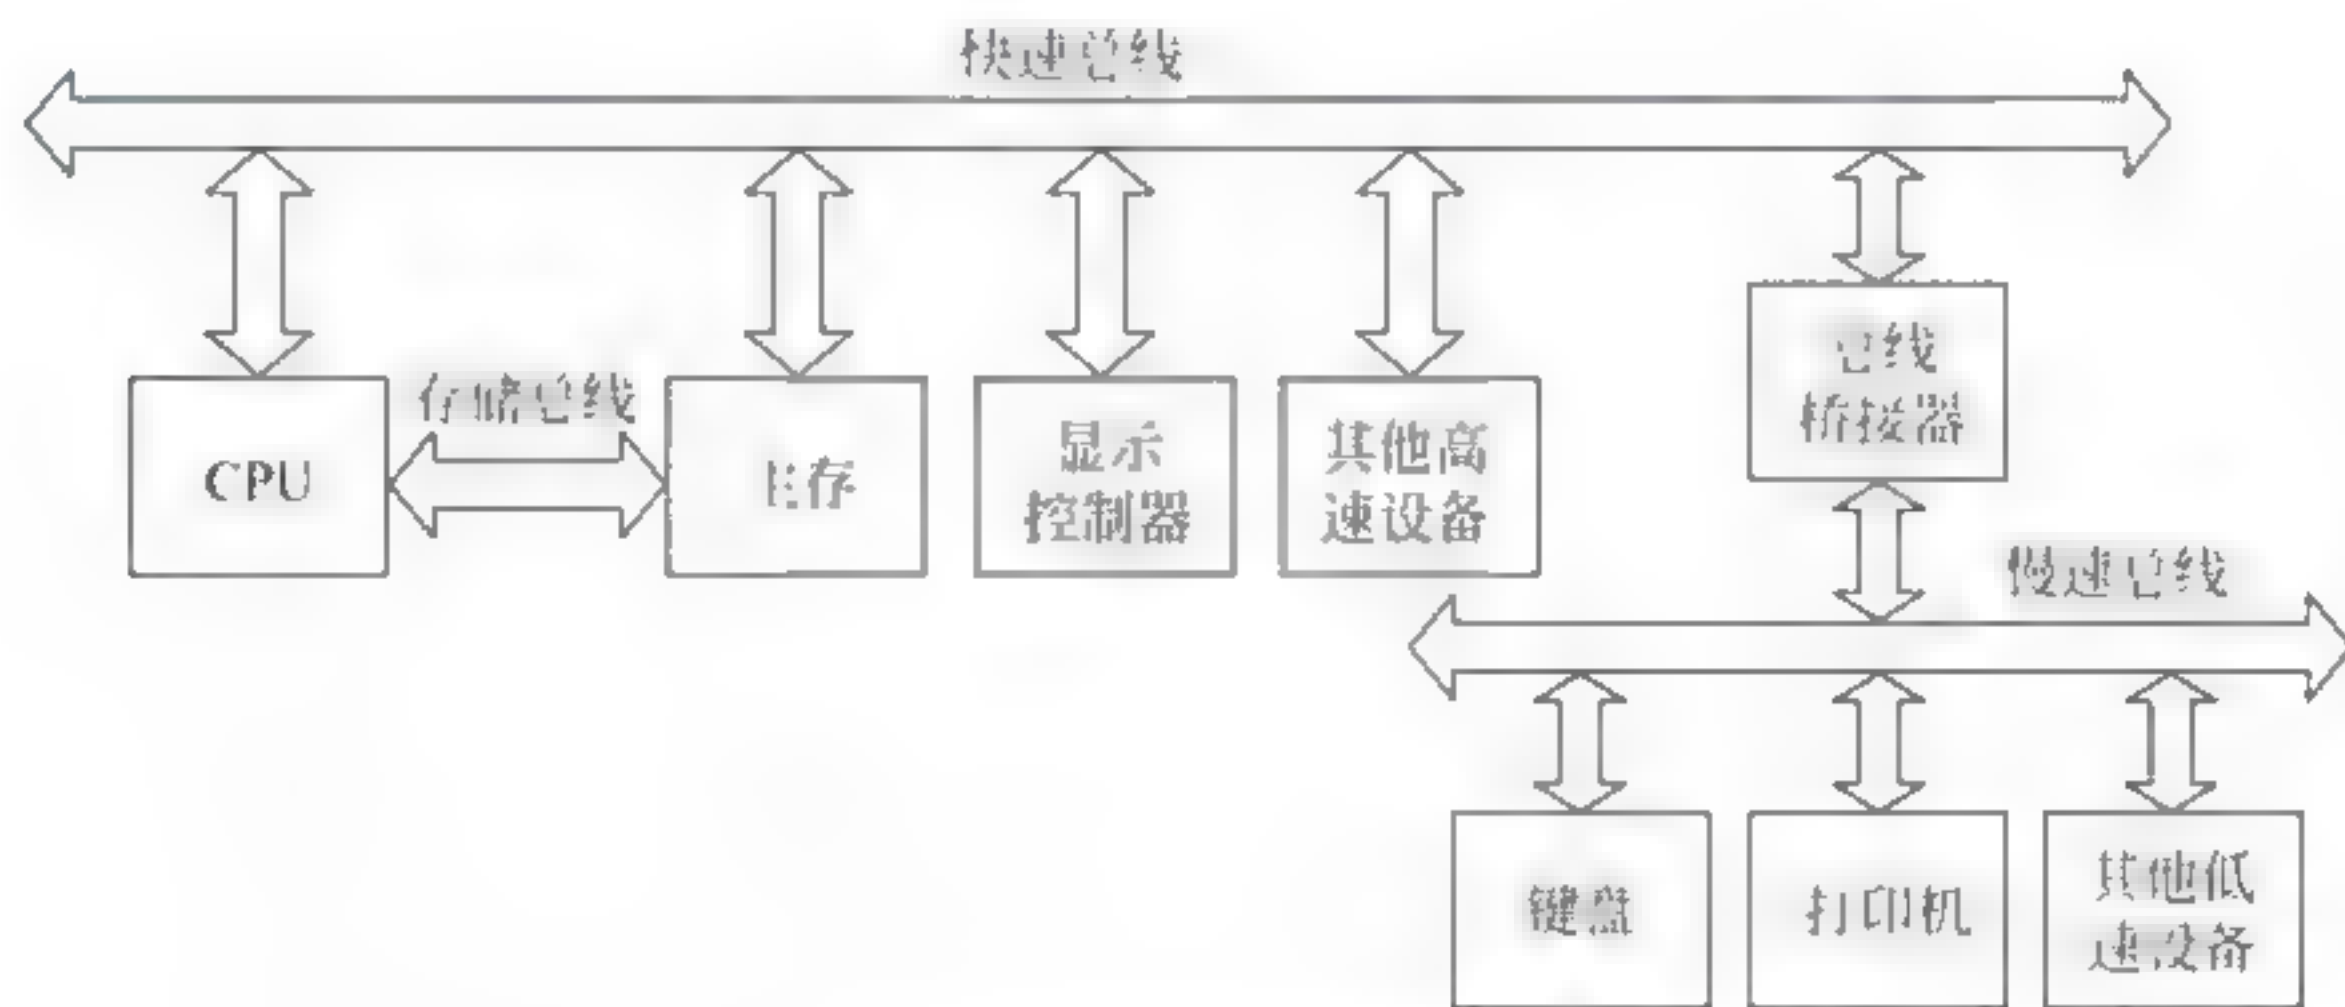 快速总线
存储总线
CPU
主存
显示
控制器
其他高
速设备
总线
桥接器
慢速总线
键盘
打印机
其他低
速设备